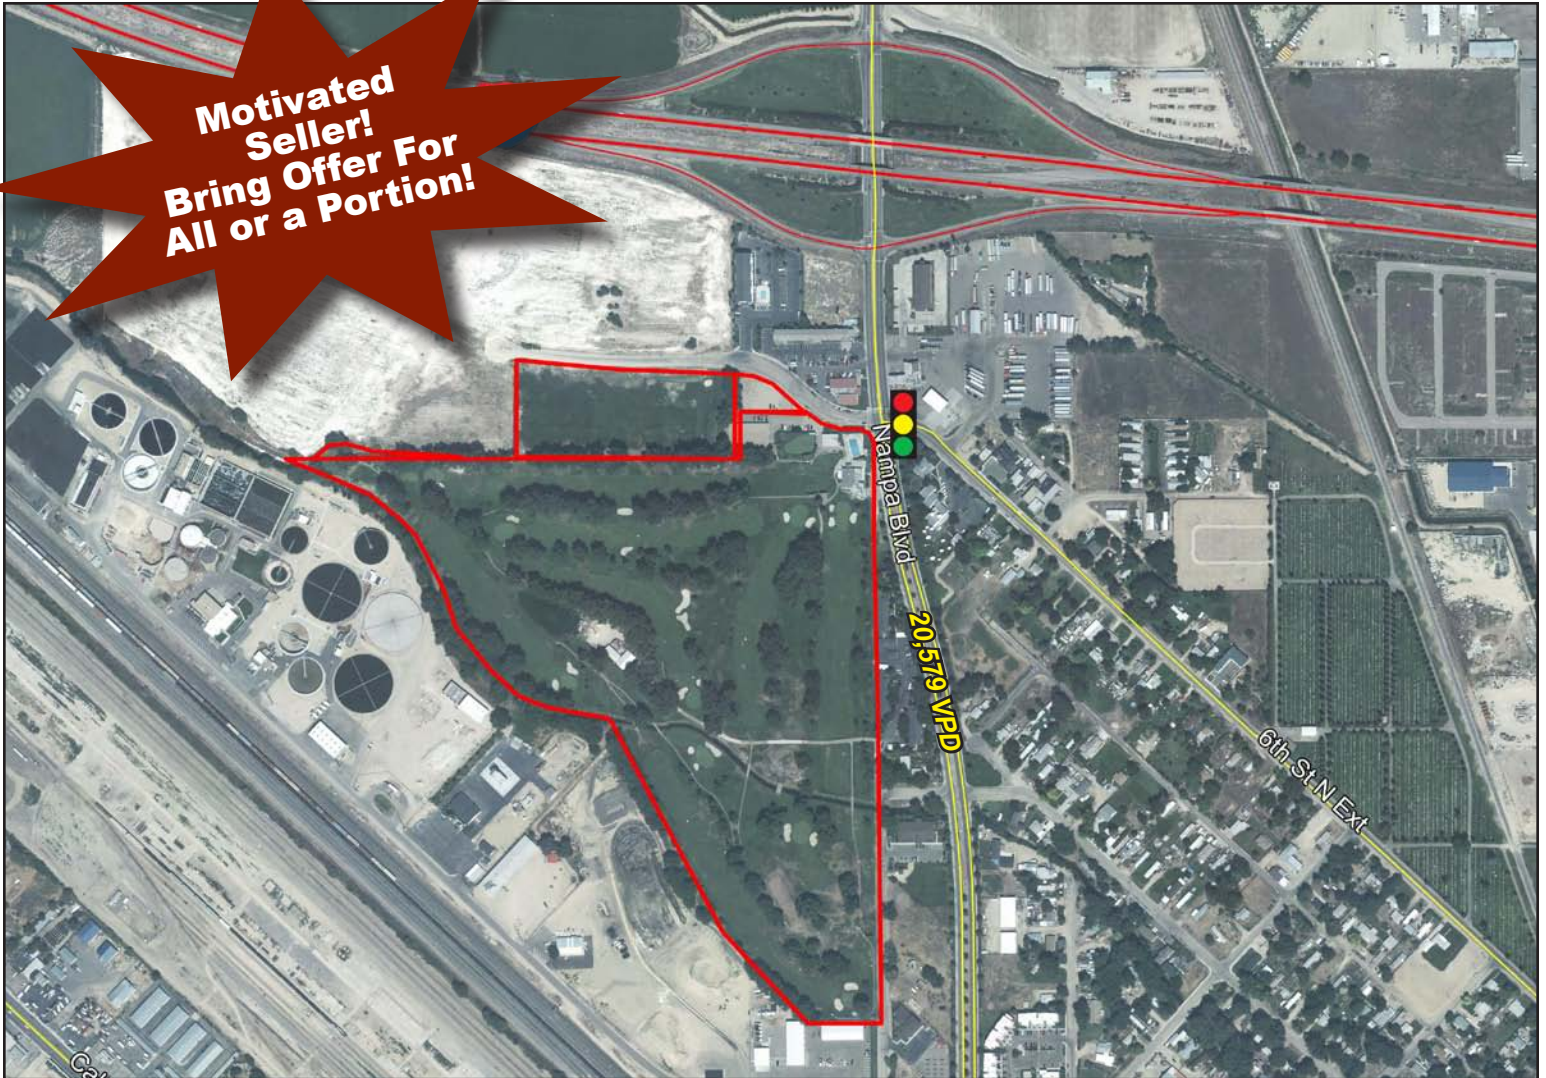 Motivated
Seller!
Bring Offer For
All or a Portion!
Nampa Blvd
20,579 VPD
6th St N Ext